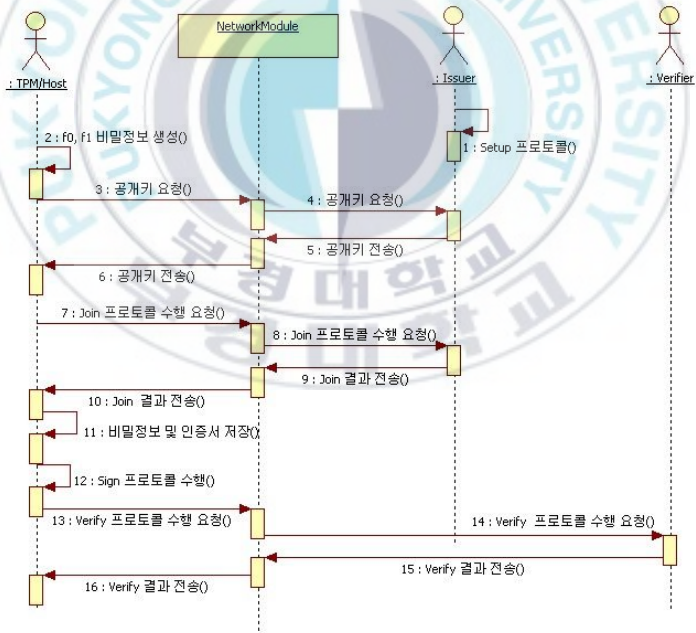 NetworkModule
: TPM/Host
: Issuer
: Verifier
1 : Setup 프로토콜()
2 : f0, f1 비밀정보 생성()
3 : 공개키 요청()
4 : 공개키 요청()
5 : 공개키 전송()
6 : 공개키 전송()
7 : Join 프로토콜 수행 요청()
8 : Join 프로토콜 수행 요청()
9 : Join 결과 전송()
10 : Join 결과 전송()
11 : 비밀정보 및 인증서 저장()
12 : Sign 프로토콜 수행()
13 : Verify 프로토콜 수행 요청()
14 : Verify 프로토콜 수행 요청()
15 : Verify 결과 전송()
16 : Verify 결과 전송()
부경대학교